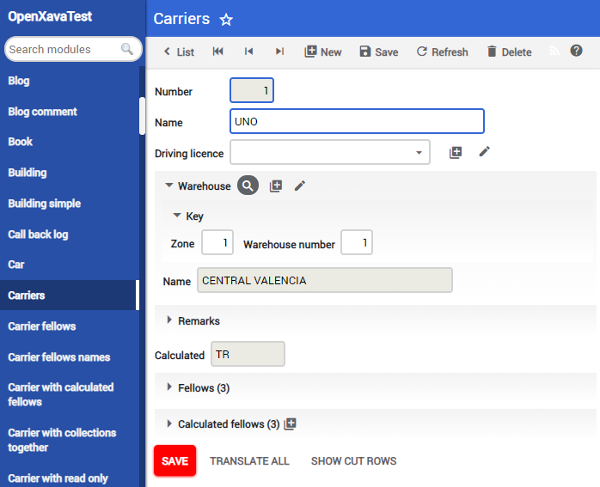 OpenXavaTest
Search modules
Blog
Blog comment
Book
Building
Building simple
Call back log
Car
Carriers
Carrier fellows
Carrier fellows names
Carrier with calculated
fellows
Carrier with collections
together
Carrier with read only
Carriers
List
New
Save
Refresh
Delete
Number 1
Name UNO
Driving licence
Warehouse
Key
Zone 1 Warehouse number 1
Name CENTRAL VALENCIA
Remarks
Calculated TR
Fellows (3)
Calculated fellows (3)
SAVE TRANSLATE ALL SHOW CUT ROWS